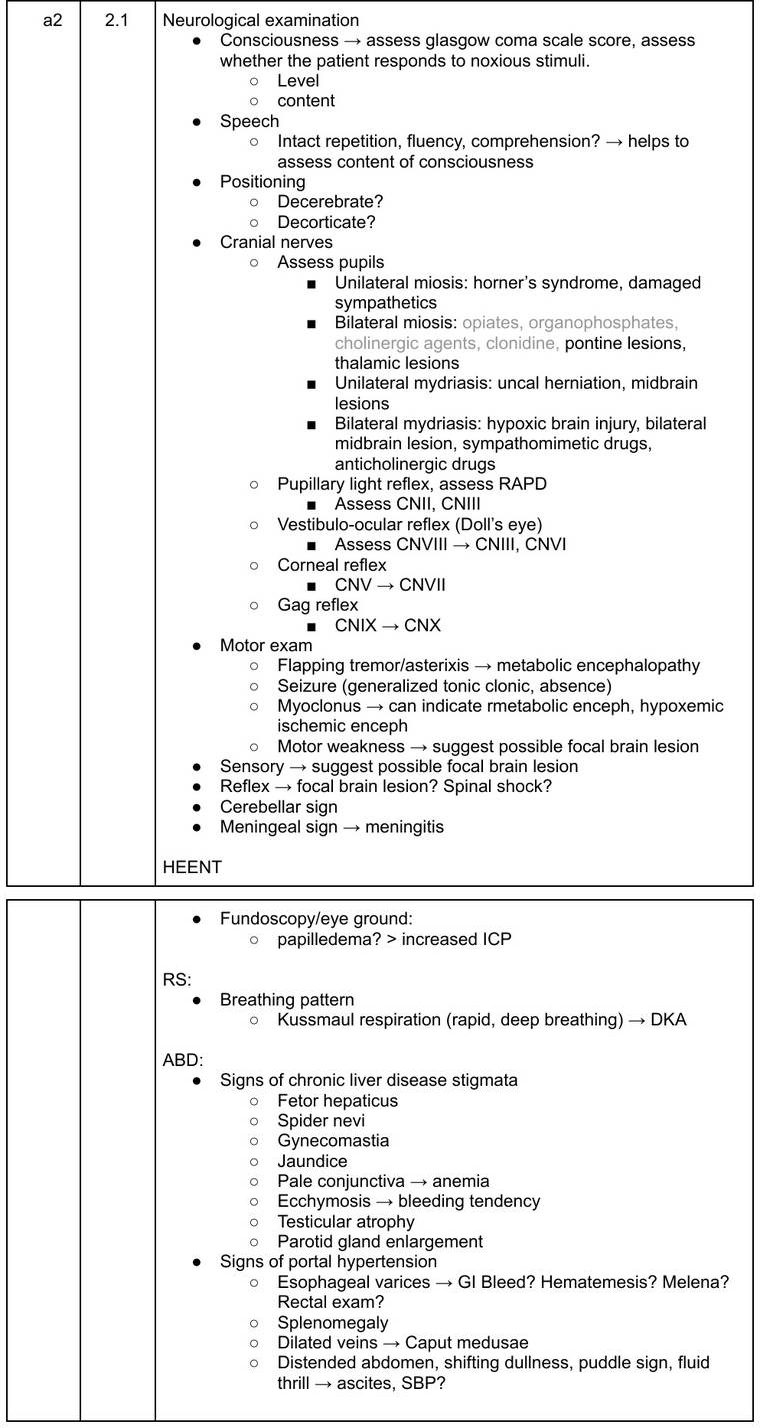 a2 2.1 Neurological examination
● Consciousness → assess glasgow coma scale score, assess
whether the patient responds to noxious stimuli.
○ Level
○ content
● Speech
○ Intact repetition, fluency, comprehension? → helps to
assess content of consciousness
● Positioning
○ Decerebrate?
○ Decorticate?
● Cranial nerves
○ Assess pupils
■ Unilateral miosis: horner’s syndrome, damaged
sympathetics
■ Bilateral miosis: opiates, organophosphates,
cholinergic agents, clonidine, pontine lesions,
thalamic lesions
■ Unilateral mydriasis: uncal herniation, midbrain
lesions
■ Bilateral mydriasis: hypoxic brain injury, bilateral
midbrain lesion, sympathomimetic drugs,
anticholinergic drugs
○ Pupillary light reflex, assess RAPD
■ Assess CNII, CNIII
○ Vestibulo-ocular reflex (Doll’s eye)
■ Assess CNVIII → CNIII, CNVI
○ Corneal reflex
■ CNV → CNVII
○ Gag reflex
■ CNIX → CNX
● Motor exam
○ Flapping tremor/asterixis → metabolic encephalopathy
○ Seizure (generalized tonic clonic, absence)
○ Myoclonus → can indicate rmetabolic enceph, hypoxemic
ischemic enceph
○ Motor weakness → suggest possible focal brain lesion
● Sensory → suggest possible focal brain lesion
● Reflex → focal brain lesion? Spinal shock?
● Cerebellar sign
● Meningeal sign → meningitis
HEENT
● Fundoscopy/eye ground:
○ papilledema? > increased ICP
RS:
● Breathing pattern
○ Kussmaul respiration (rapid, deep breathing) → DKA
ABD:
● Signs of chronic liver disease stigmata
○ Fetor hepaticus
○ Spider nevi
○ Gynecomastia
○ Jaundice
○ Pale conjunctiva → anemia
○ Ecchymosis → bleeding tendency
○ Testicular atrophy
○ Parotid gland enlargement
● Signs of portal hypertension
○ Esophageal varices → GI Bleed? Hematemesis? Melena?
Rectal exam?
○ Splenomegaly
○ Dilated veins → Caput medusae
○ Distended abdomen, shifting dullness, puddle sign, fluid
thrill → ascites, SBP?